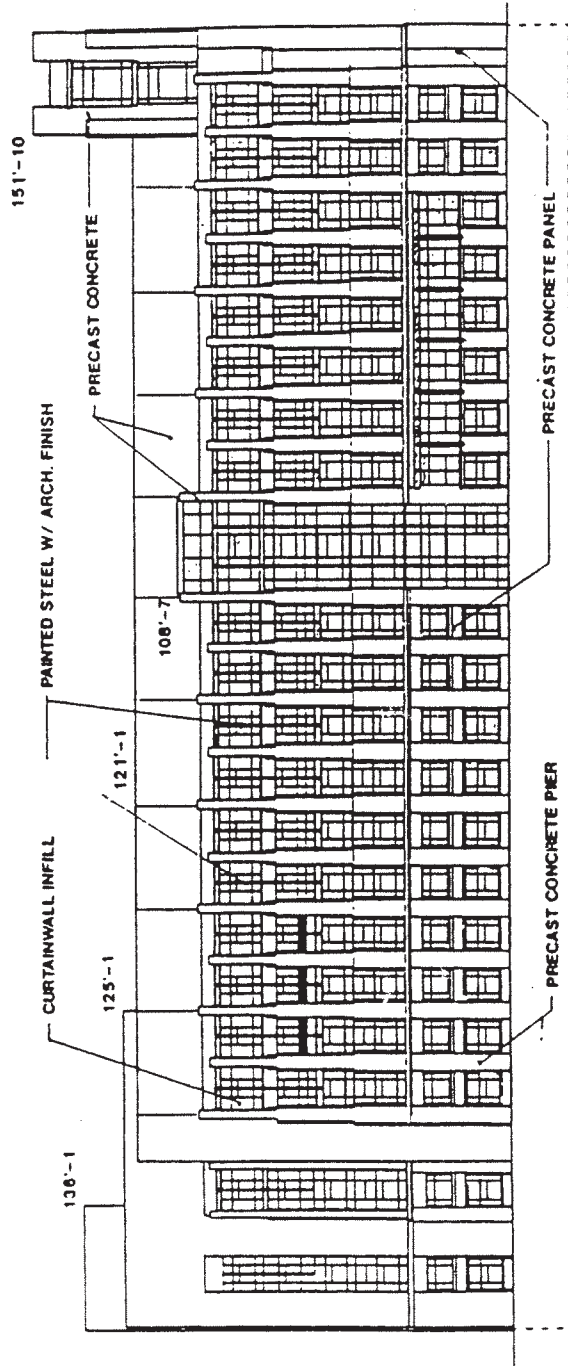 136'-1
125'-1
121'-1
108'-7
151'-10
CURTAINWALL INFILL
PAINTED STEEL W/ ARCH. FINISH
PRECAST CONCRETE
PRECAST CONCRETE PIER
PRECAST CONCRETE PANEL